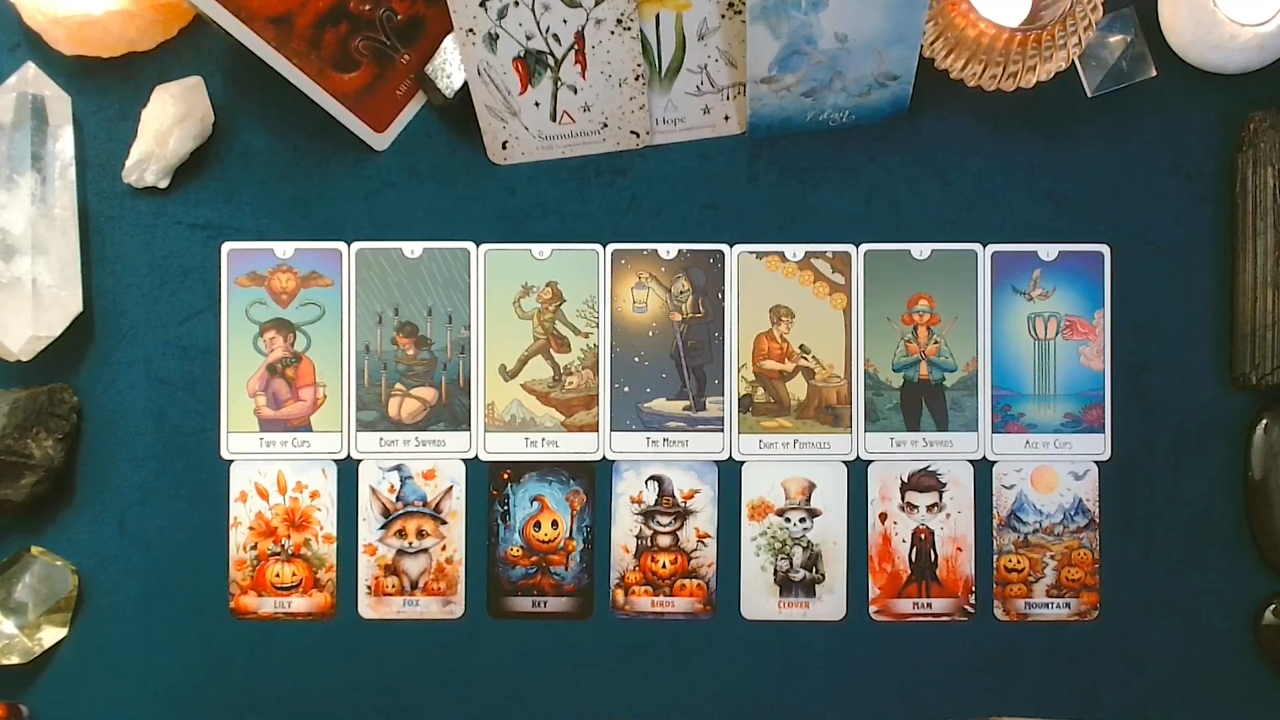 ARIES
Stimulation
Hope
TWO OF CUPS
EIGHT OF SWORDS
THE FOOL
THE HERMIT
EIGHT OF PENTACLES
TWO OF SWORDS
ACE OF CUPS
LILY
FOX
KEY
BIRDS
CLOVER
MAN
MOUNTAIN